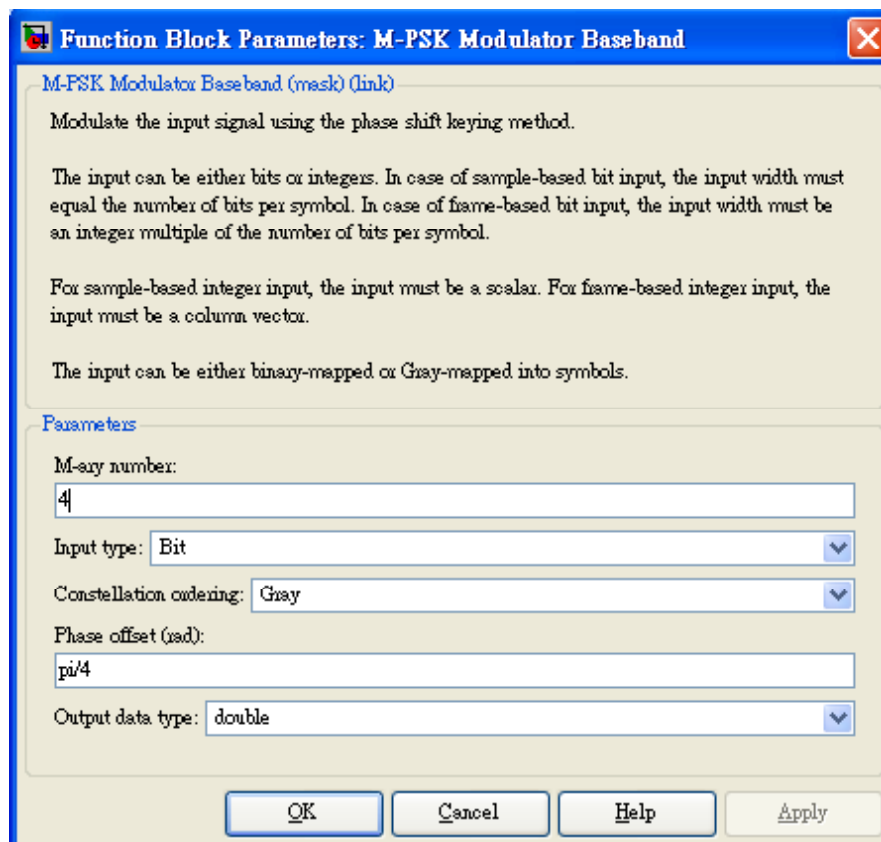 Function Block Parameters: M-PSK Modulator Baseband
M-PSK Modulator Baseband (mask) (link)
Modulate the input signal using the phase shift keying method.
The input can be either bits or integers. In case of sample-based bit input, the input width must
equal the number of bits per symbol. In case of frame-based bit input, the input width must be
an integer multiple of the number of bits per symbol.
For sample-based integer input, the input must be a scalar. For frame-based integer input, the
input must be a column vector.
The input can be either binary-mapped or Gray-mapped into symbols.
Parameters
M-ary number:
4
Input type: Bit
Constellation ordering: Gray
Phase offset (rad):
pi/4
Output data type: double
OK Cancel Help Apply